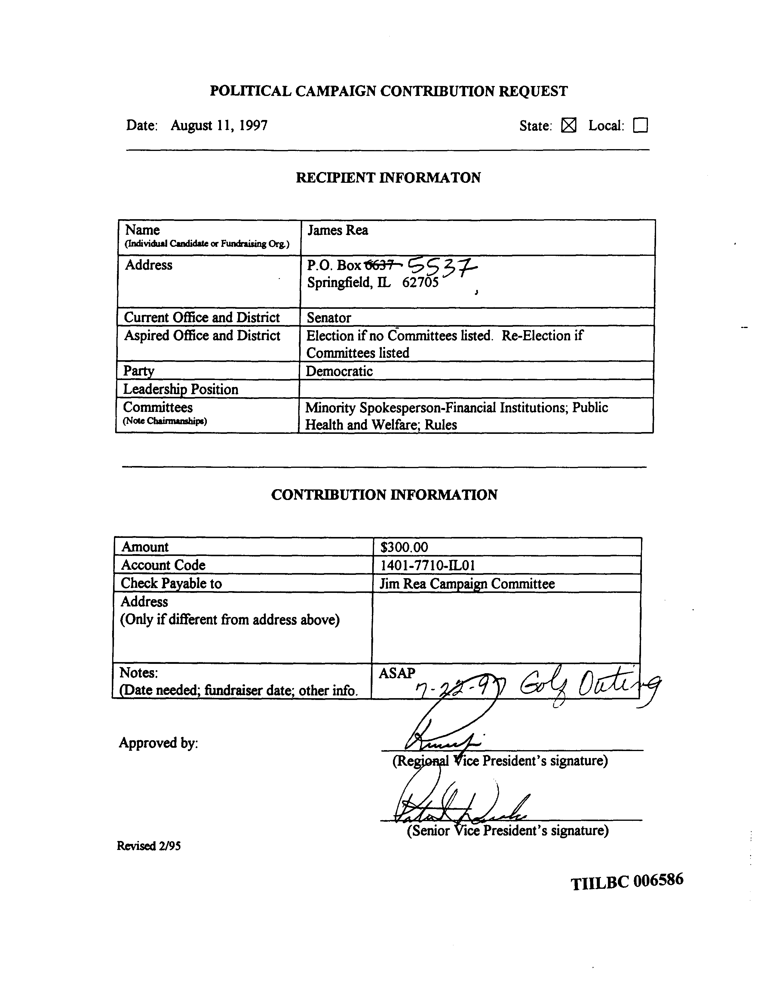 POLITICAL CAMPAIGN CONTRIBUTION REQUEST
Date: August 11, 1997 State: ☒ Local: ☐
RECIPIENT INFORMATON
Name James Rea
(Individual Candidate or Fundraising Org.)
Address P.O. Box 6637 5537
Springfield, IL 62705
Current Office and District Senator
Aspired Office and District Election if no Committees listed. Re-Election if
Committees listed
Party Democratic
Leadership Position
Committees Minority Spokesperson-Financial Institutions; Public
(Note Chairmanships) Health and Welfare; Rules
CONTRIBUTION INFORMATION
Amount $300.00
Account Code 1401-7710-IL01
Check Payable to Jim Rea Campaign Committee
Address
(Only if different from address above)
Notes: ASAP
(Date needed; fundraiser date; other info. 7-22-97 Golf Outing
Approved by:
(Regional Vice President's signature)
(Senior Vice President's signature)
Revised 2/95
TIILBC 006586